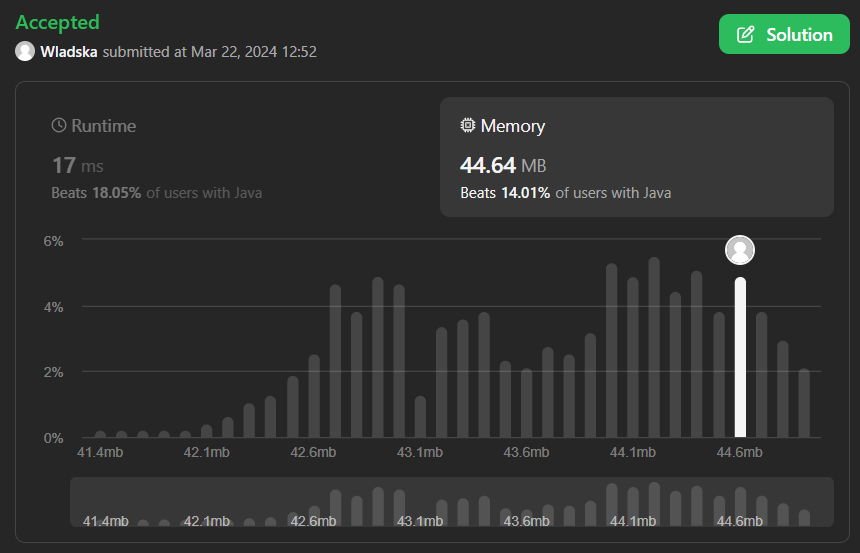 Accepted
Wladska submitted at Mar 22, 2024 12:52
Solution
Runtime
17 ms
Beats 18.05% of users with Java
Memory
44.64 MB
Beats 14.01% of users with Java
6%
4%
2%
0%
41.4mb 42.1mb 42.6mb 43.1mb 43.6mb 44.1mb 44.6mb
41.4mb 42.1mb 42.6mb 43.1mb 43.6mb 44.1mb 44.6mb